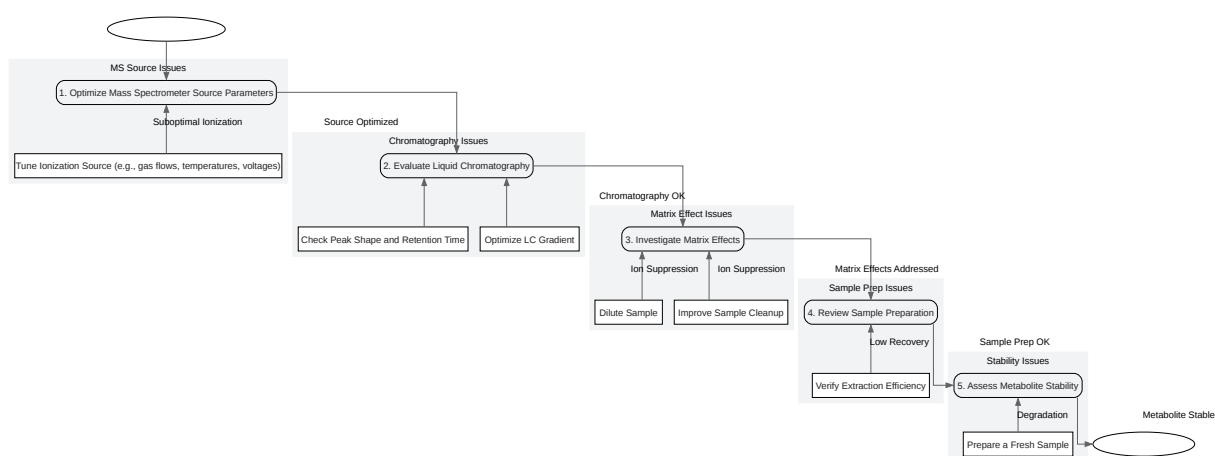 MS Source Issues
1. Optimize Mass Spectrometer Source Parameters
Suboptimal Ionization
Tune Ionization Source (e.g., gas flows, temperatures, voltages)
Source Optimized
Chromatography Issues
2. Evaluate Liquid Chromatography
Check Peak Shape and Retention Time
Optimize LC Gradient
Chromatography OK
Matrix Effect Issues
3. Investigate Matrix Effects
Ion Suppression
Ion Suppression
Dilute Sample
Improve Sample Cleanup
Matrix Effects Addressed
Sample Prep Issues
4. Review Sample Preparation
Low Recovery
Verify Extraction Efficiency
Sample Prep OK
Stability Issues
5. Assess Metabolite Stability
Degradation
Prepare a Fresh Sample
Metabolite Stable